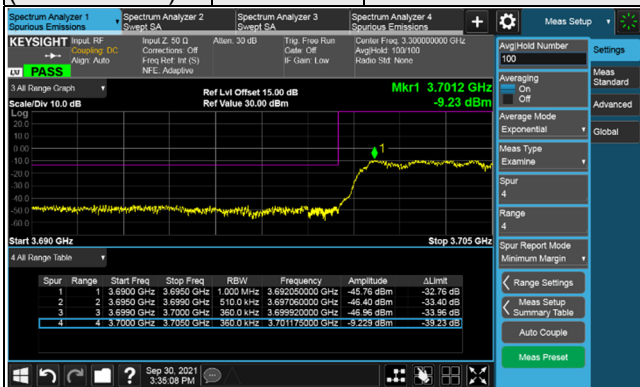 Spectrum Analyzer 1
Spurious Emissions
Spectrum Analyzer 2
Swept SA
Spectrum Analyzer 3
Swept SA
Spectrum Analyzer 4
Spurious Emissions
+
Meas Setup
KEYSIGHT
Input: RF
Coupling: DC
Align: Auto
Input Z: 50 Ω
Corrections: Off
Freq Ref: Int (S)
NFE: Adaptive
Atten: 30 dB
Trig: Free Run
Gate: Off
IF Gain: Low
Center Freq: 3.300000000 GHz
Avg|Hold: 100/100
Radio Std: None
LXI PASS
3 All Range Graph
Ref Lvl Offset 15.00 dB
Mkr1 3.7012 GHz
Scale/Div 10.0 dB
Ref Value 30.00 dBm
-9.23 dBm
Log
20.0
10.0
0.00
-10.0
-20.0
-30.0
-40.0
-50.0
-60.0
1
Start 3.690 GHz
Stop 3.705 GHz
4 All Range Table
Spur Range Start Freq Stop Freq RBW Frequency Amplitude ΔLimit
1 1 3.6900 GHz 3.6950 GHz 1.000 MHz 3.692050000 GHz -45.76 dBm -32.76 dB
2 2 3.6950 GHz 3.6990 GHz 510.0 kHz 3.697060000 GHz -46.40 dBm -33.40 dB
3 3 3.6990 GHz 3.7000 GHz 360.0 kHz 3.699920000 GHz -46.96 dBm -33.96 dB
4 4 3.7000 GHz 3.7050 GHz 360.0 kHz 3.701175000 GHz -9.229 dBm -39.23 dB
Avg|Hold Number
100
Averaging
On
Off
Average Mode
Exponential
Meas Type
Examine
Spur
4
Range
4
Spur Report Mode
Minimum Margin
Range Settings
Meas Setup
Summary Table
Auto Couple
Meas Preset
Settings
Meas
Standard
Advanced
Global
?
Sep 30, 2021
3:35:08 PM